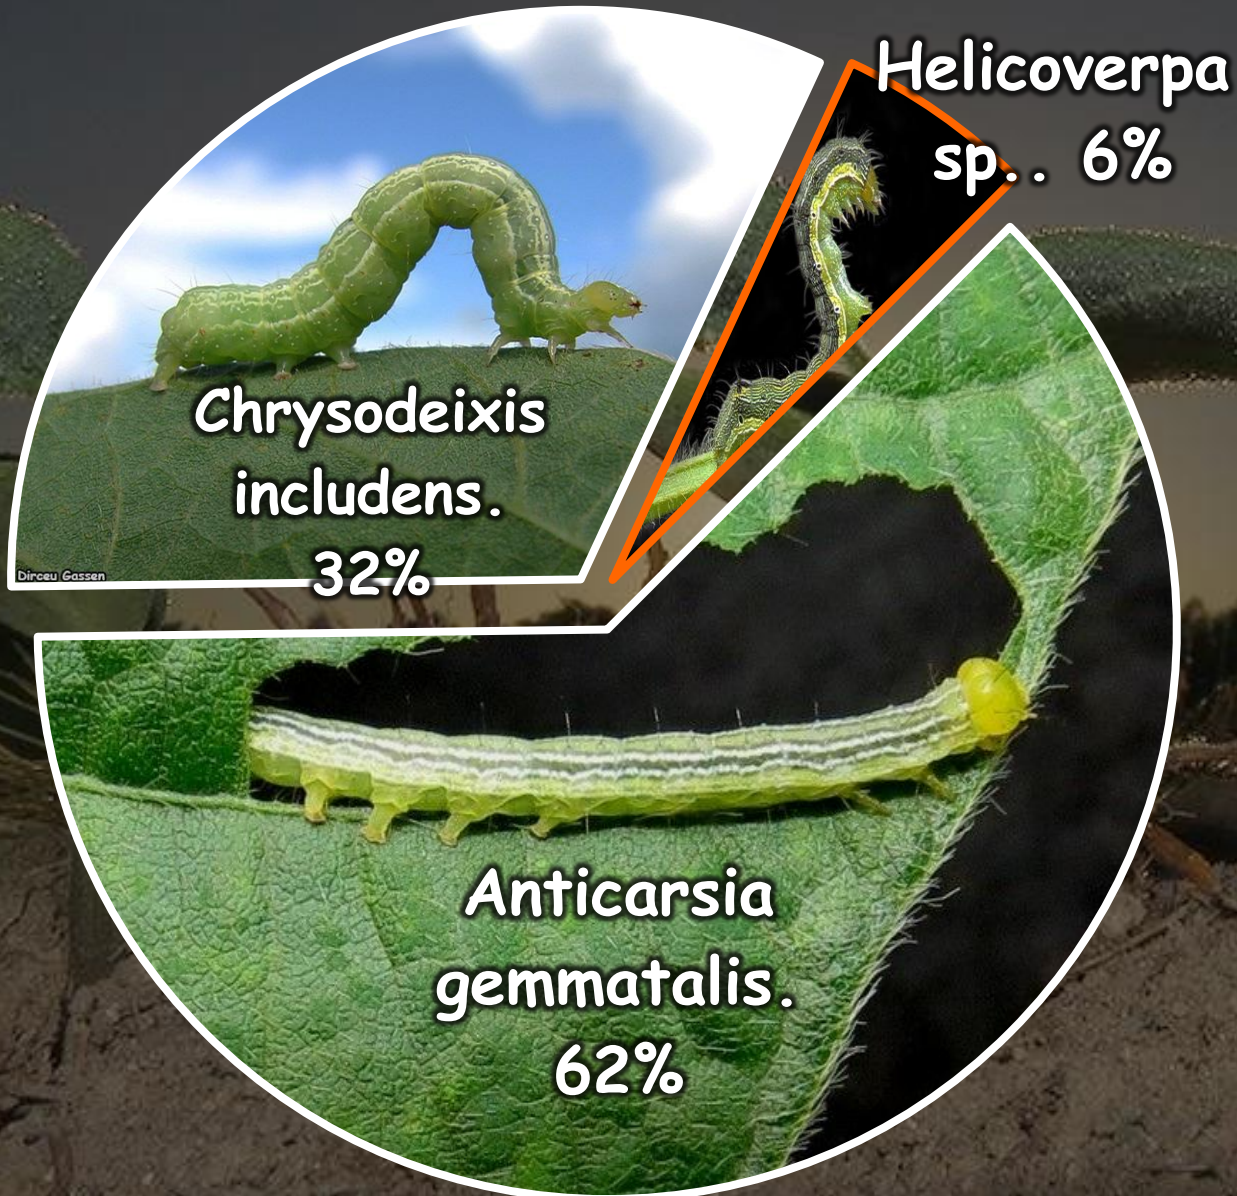 Helicoverpa
sp.. 6%
Chrysodeixis
includens.
32%
Dirceu Gassen
Anticarsia
gemmatalis.
62%